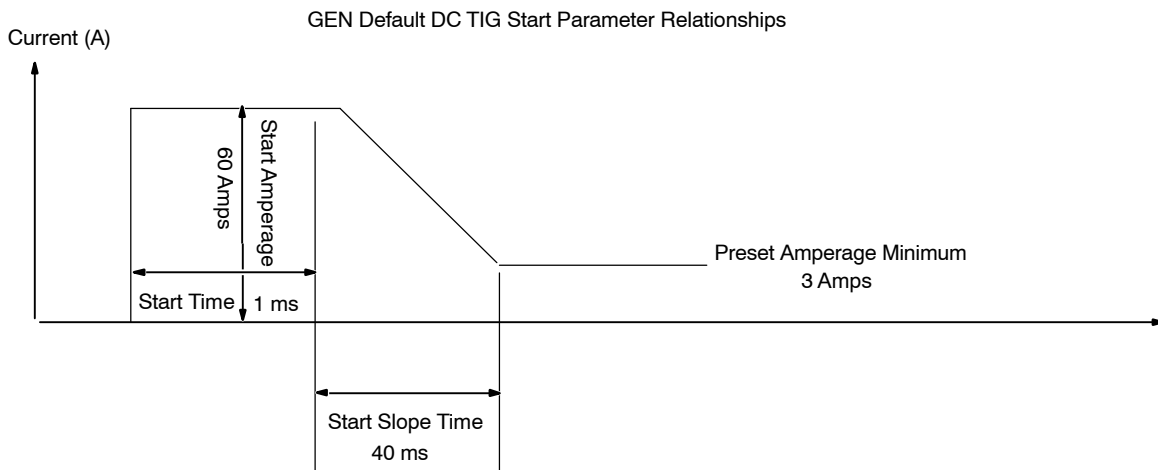 GEN Default DC TIG Start Parameter Relationships
Current (A)
Start Amperage
60 Amps
Preset Amperage Minimum
3 Amps
Start Time
1 ms
Start Slope Time
40 ms